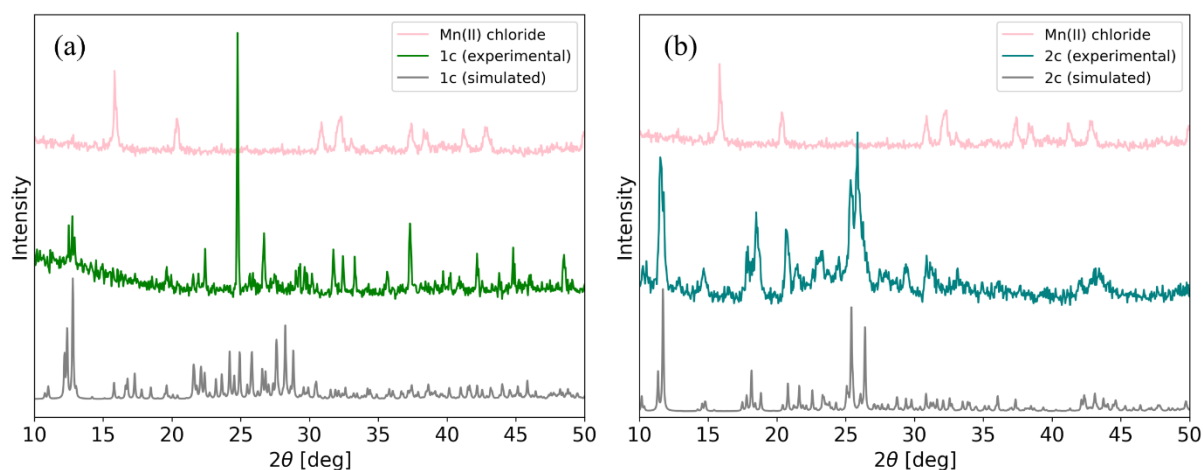 (a)
Mn(II) chloride
1c (experimental)
1c (simulated)
Intensity
10 15 20 25 30 35 40 45 50
2θ [deg]
(b)
Mn(II) chloride
2c (experimental)
2c (simulated)
Intensity
10 15 20 25 30 35 40 45 50
2θ [deg]